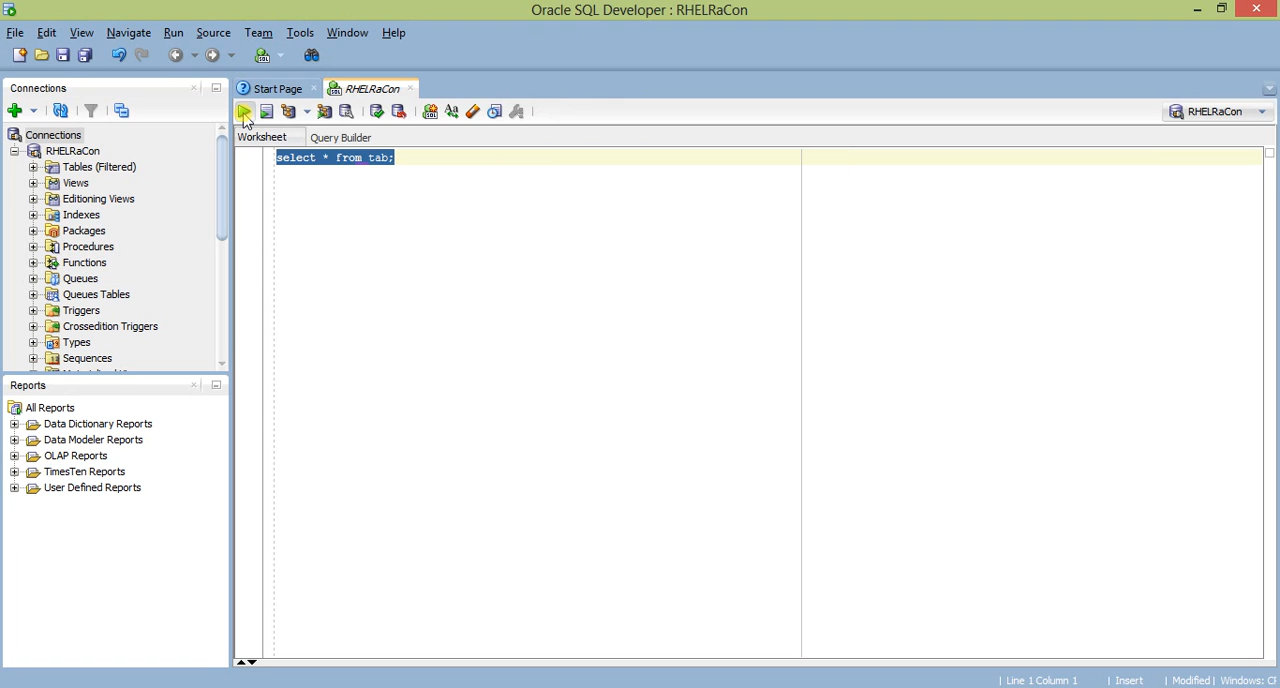 Oracle SQL Developer : RHELRaCon
File Edit View Navigate Run Source Team Tools Window Help
Connections
Start Page
RHELRaCon
RHELRaCon
Worksheet
Query Builder
Connections
RHELRaCon
Tables (Filtered)
Views
Editioning Views
Indexes
Packages
Procedures
Functions
Queues
Queues Tables
Triggers
Crossedition Triggers
Types
Sequences
select * from tab;
Reports
All Reports
Data Dictionary Reports
Data Modeler Reports
OLAP Reports
TimesTen Reports
User Defined Reports
Line 1 Column 1 | Insert | Modified | Windows: CF